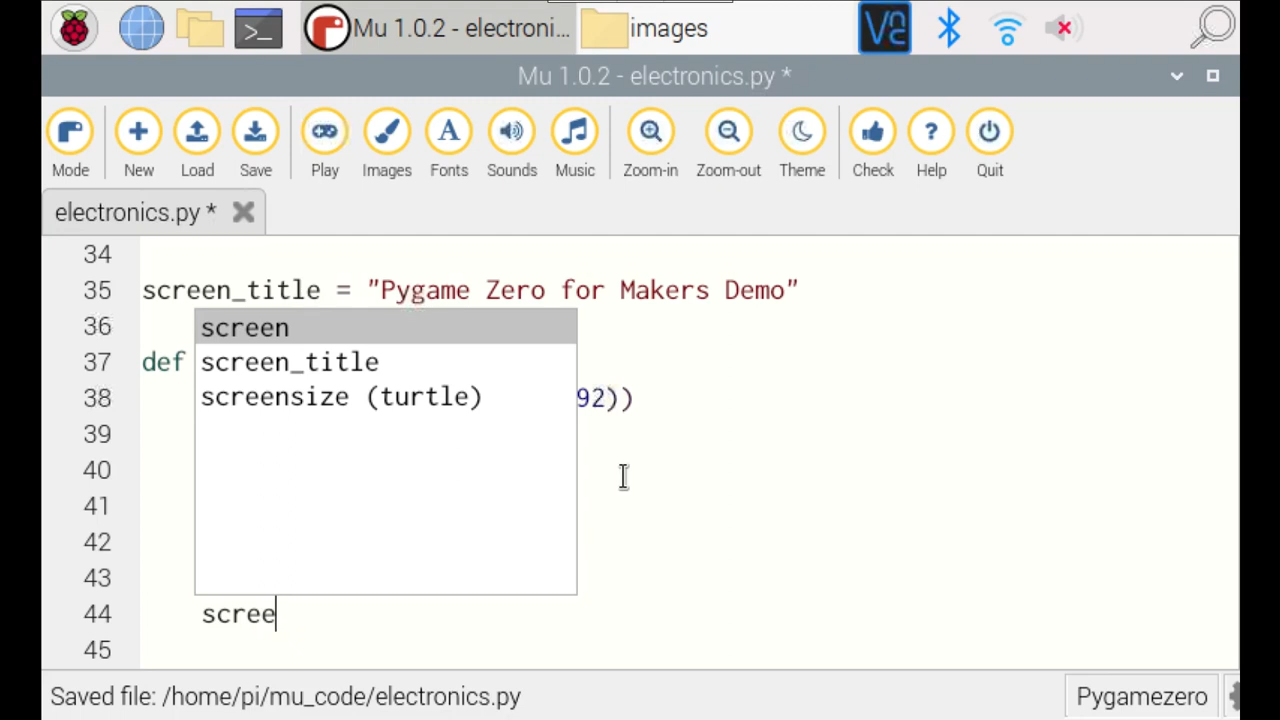 Mu 1.0.2 - electroni...
images
Mu 1.0.2 - electronics.py *
Mode New Load Save Play Images Fonts Sounds Music Zoom-in Zoom-out Theme Check Help Quit
electronics.py *
34
35 screen_title = "Pygame Zero for Makers Demo"
36
screen
37 def
screen_title
38 92))
screensize (turtle)
39
40
41
42
43
44 scree
45
Saved file: /home/pi/mu_code/electronics.py
Pygamezero